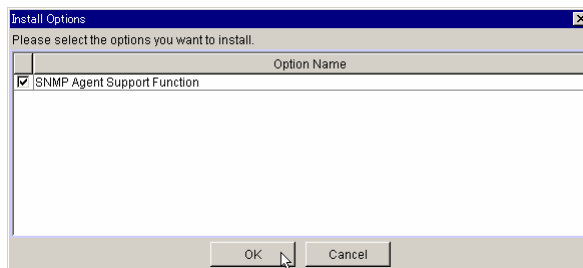 Install Options
Please select the options you want to install.
Option Name
SNMP Agent Support Function
OK
Cancel